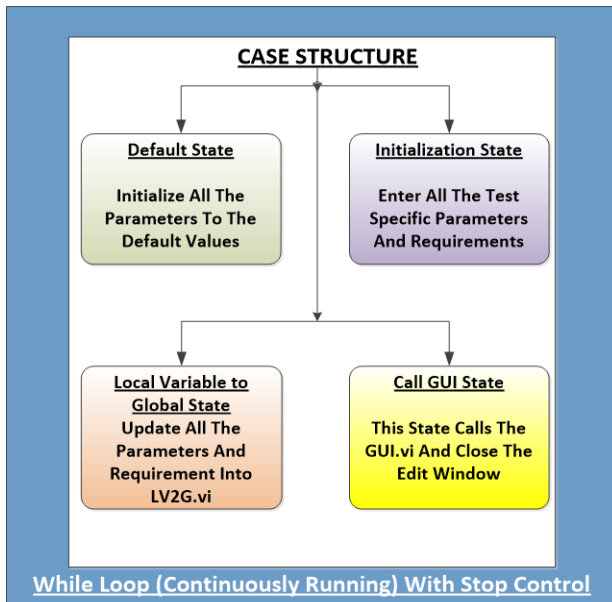 CASE STRUCTURE
Default State
Initialize All The
Parameters To The
Default Values
Initialization State
Enter All The Test
Specific Parameters
And Requirements
Local Variable to
Global State
Update All The
Parameters And
Requirement Into
LV2G.vi
Call GUI State
This State Calls The
GUI.vi And Close The
Edit Window
While Loop (Continuously Running) With Stop Control